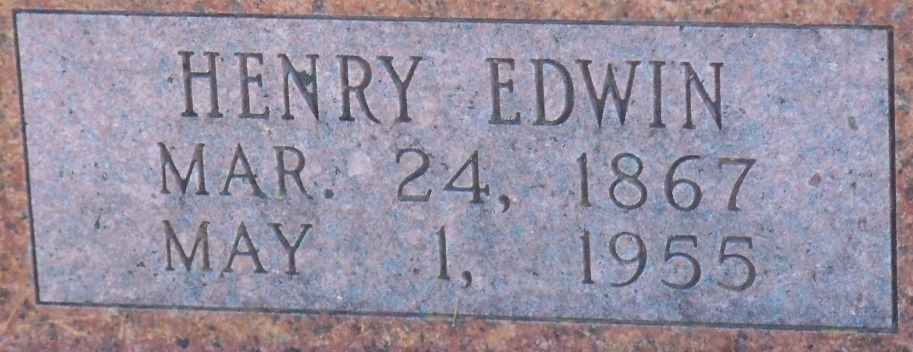 HENRY EDWIN
MAR. 24, 1867
MAY 1, 1955